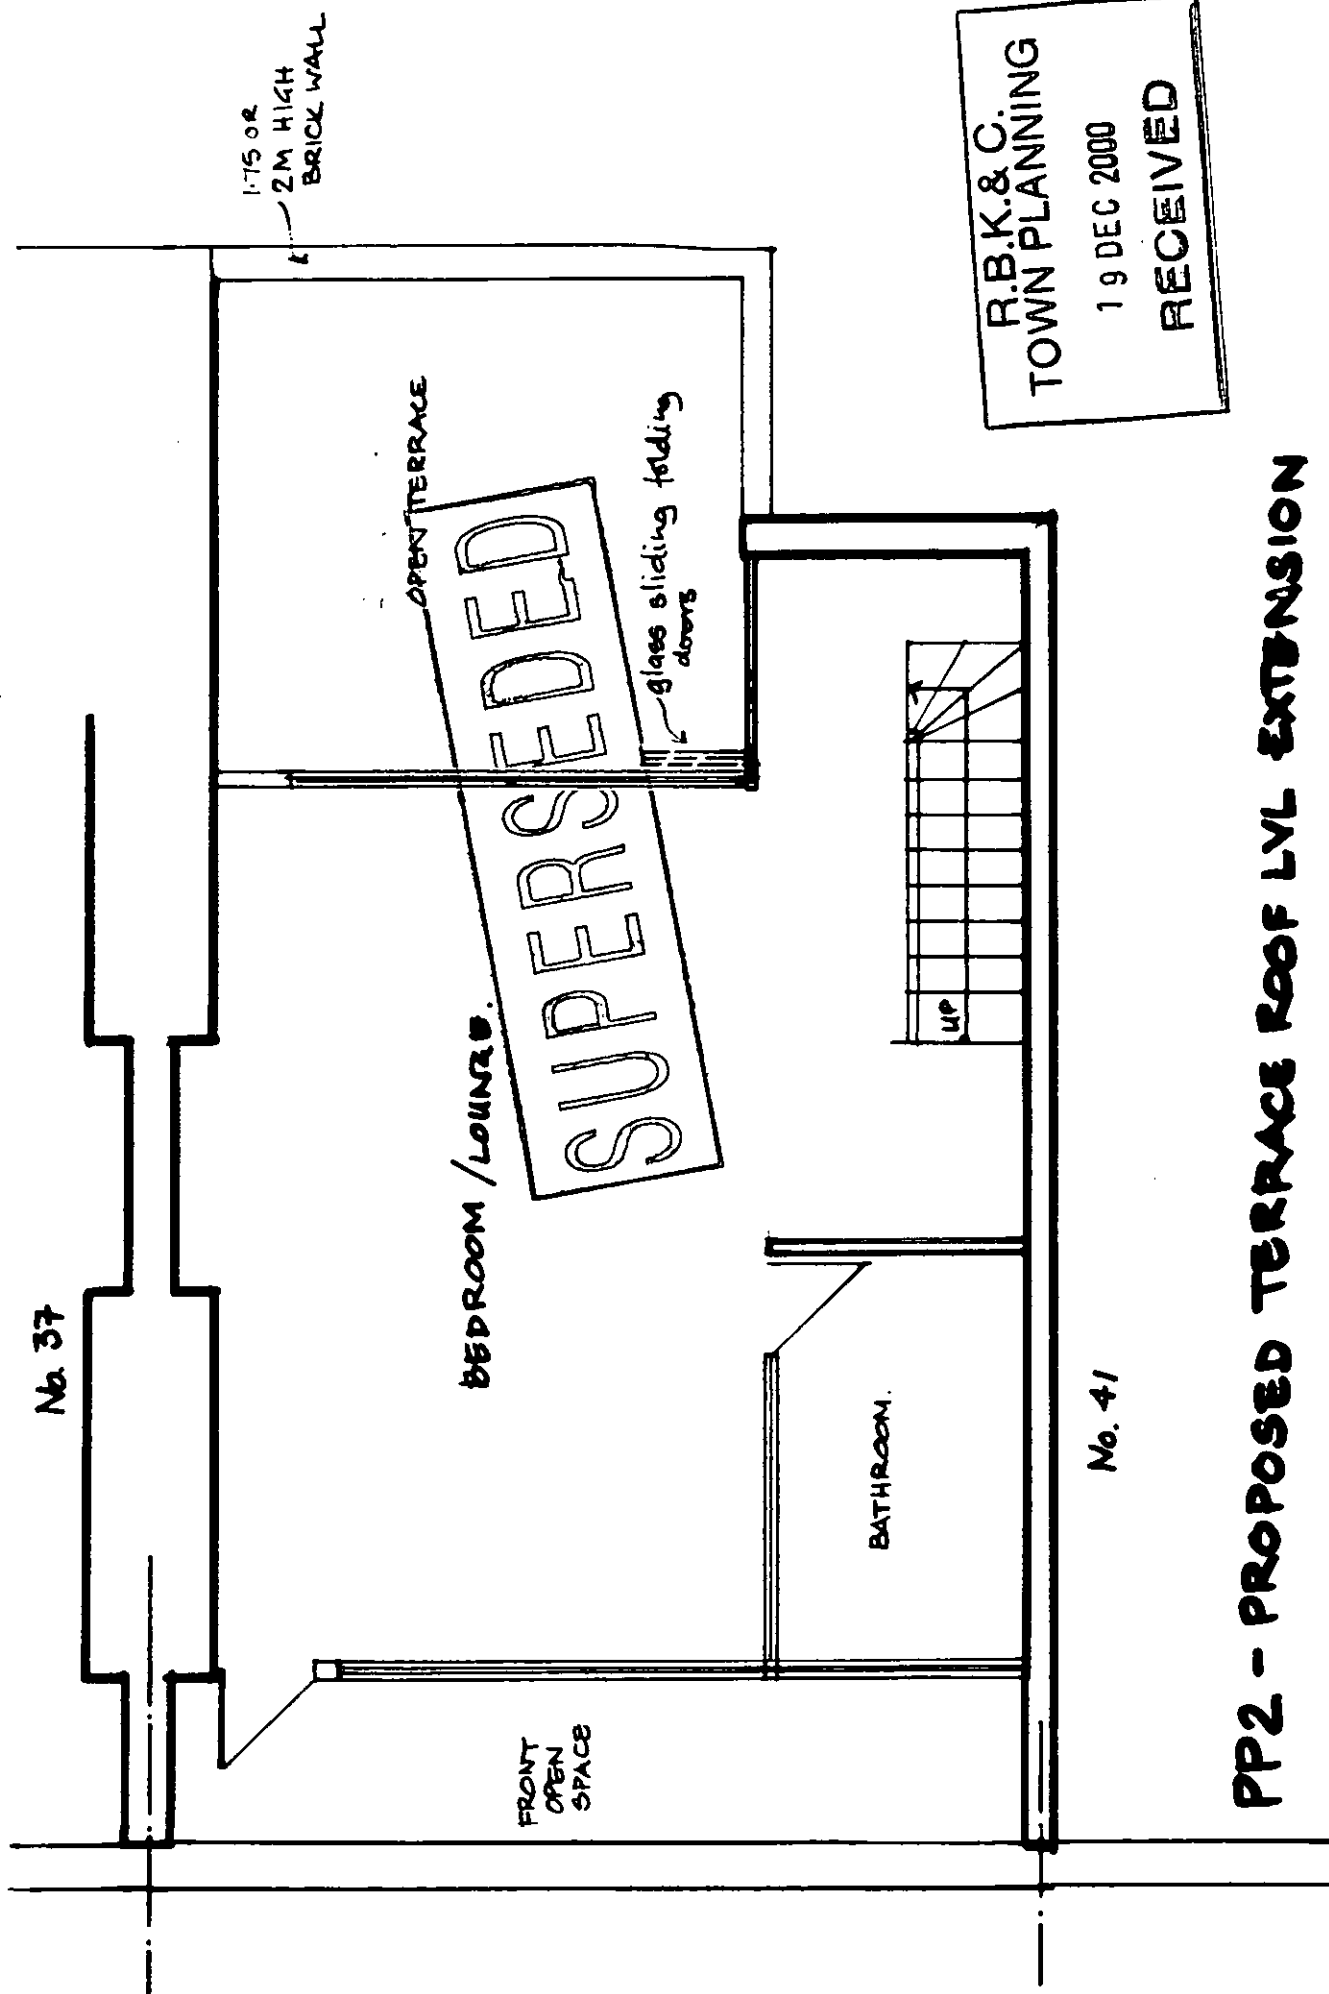 No. 37
1.75 OR
2M HIGH
BRICK WALL
OPEN TERRACE
BEDROOM / LOUNGE.
SUPERSEDED
glass sliding folding
doors
FRONT
OPEN
SPACE
BATHROOM.
UP
No. 41
R.B.K.& C.
TOWN PLANNING
19 DEC 2000
RECEIVED
PP2 - PROPOSED TERRACE ROOF LVL EXTENSION